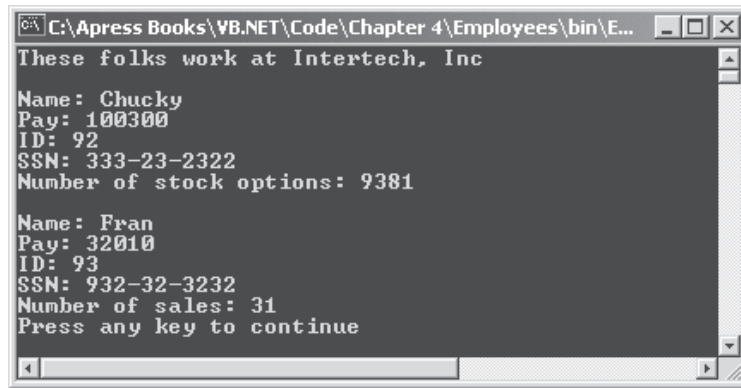 C:\Apress Books\VB.NET\Code\Chapter 4\Employees\bin\E...
These folks work at Intertech, Inc
Name: Chucky
Pay: 100300
ID: 92
SSN: 333-23-2322
Number of stock options: 9381
Name: Fran
Pay: 32010
ID: 93
SSN: 932-32-3232
Number of sales: 31
Press any key to continue